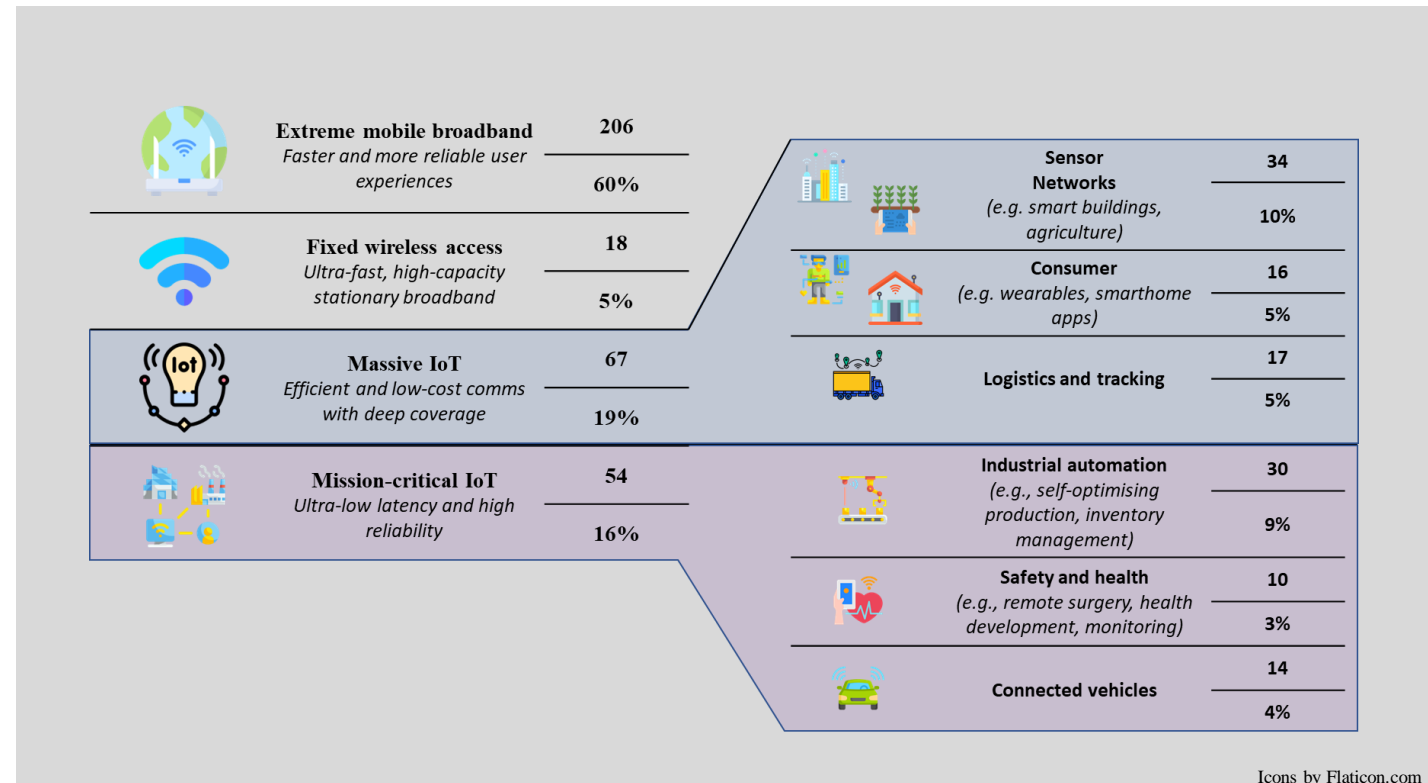 Extreme mobile broadband
Faster and more reliable user
experiences
206
60%
Fixed wireless access
Ultra-fast, high-capacity
stationary broadband
18
5%
Iot
Massive IoT
Efficient and low-cost comms
with deep coverage
67
19%
Mission-critical IoT
Ultra-low latency and high
reliability
54
16%
Sensor
Networks
(e.g. smart buildings,
agriculture)
34
10%
Consumer
(e.g. wearables, smarthome
apps)
16
5%
Logistics and tracking
17
5%
Industrial automation
(e.g., self-optimising
production, inventory
management)
30
9%
Safety and health
(e.g., remote surgery, health
development, monitoring)
10
3%
Connected vehicles
14
4%
Icons by Flaticon.com